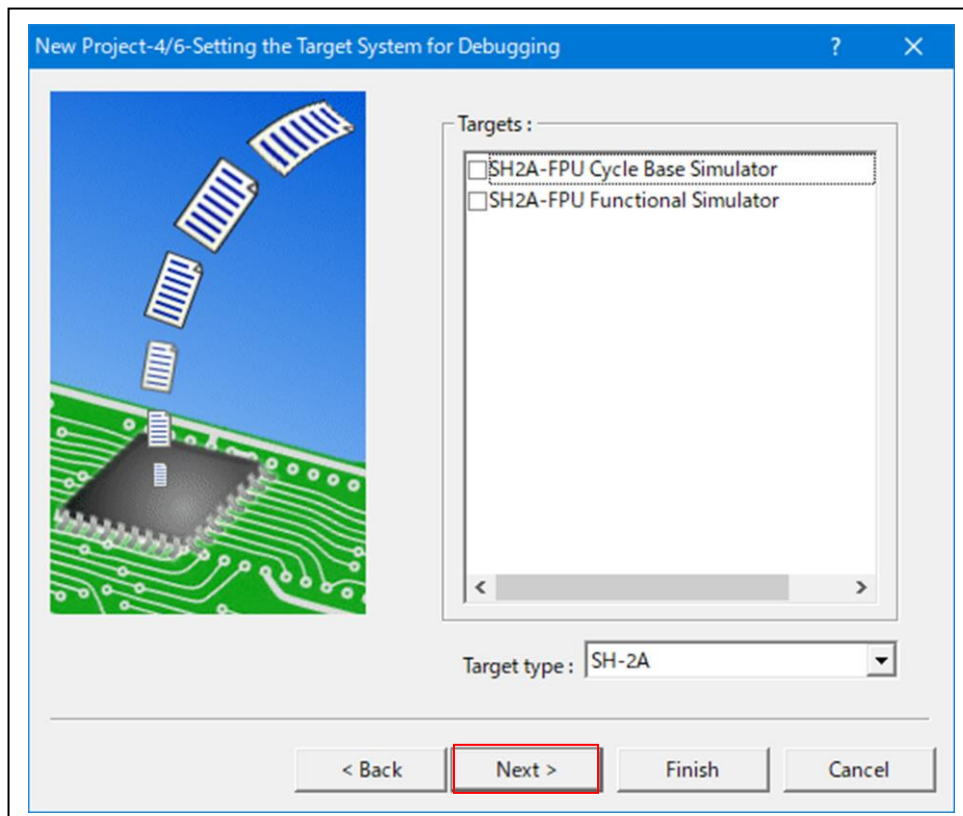 New Project-4/6-Setting the Target System for Debugging
Targets :
SH2A-FPU Cycle Base Simulator
SH2A-FPU Functional Simulator
Target type : SH-2A
< Back Next > Finish Cancel